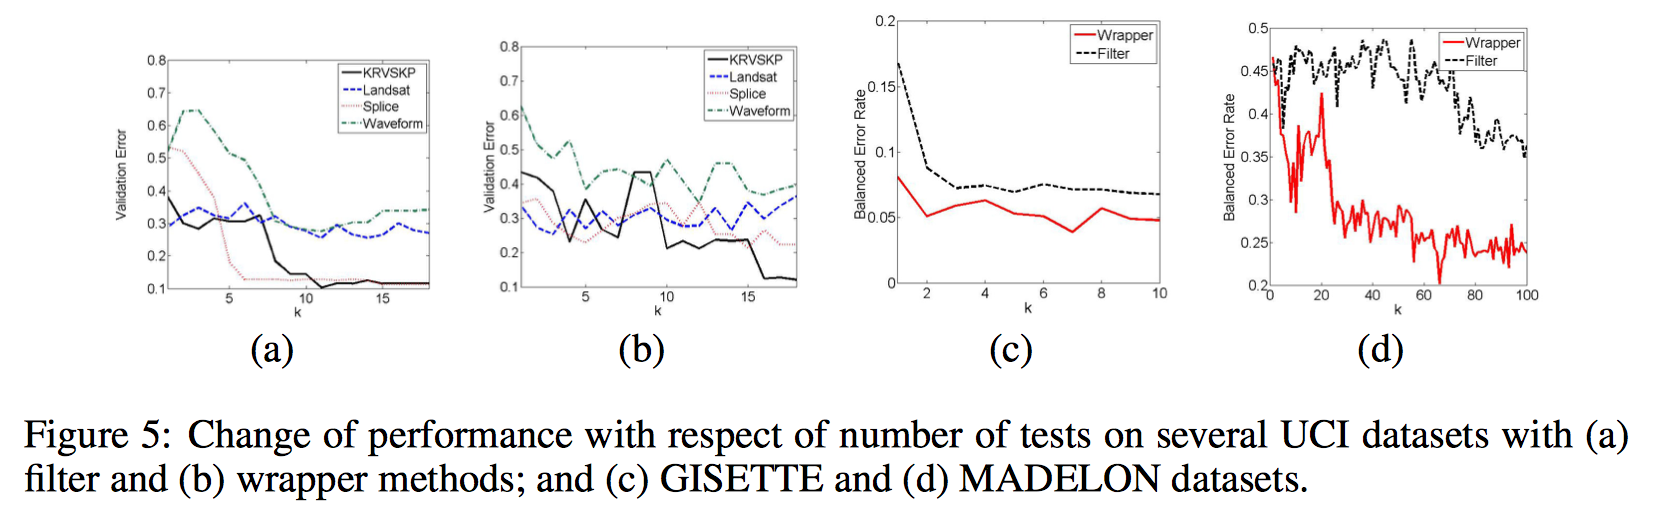 0.8
0.7
0.6
0.5
0.4
0.3
0.2
0.1
Validation Error
5
10
15
k
KRVSKP
Landsat
Splice
Waveform
(a)
0.8
0.7
0.6
0.5
0.4
0.3
0.2
0.1
Validation Error
5
10
15
k
KRVSKP
Landsat
Splice
Waveform
(b)
0.2
0.15
0.1
0.05
0
Balanced Error Rate
2
4
6
8
10
k
Wrapper
Filter
(c)
0.5
0.45
0.4
0.35
0.3
0.25
0.2
Balanced Error Rate
0
20
40
60
80
100
k
Wrapper
Filter
(d)
Figure 5: Change of performance with respect of number of tests on several UCI datasets with (a)
filter and (b) wrapper methods; and (c) GISETTE and (d) MADELON datasets.